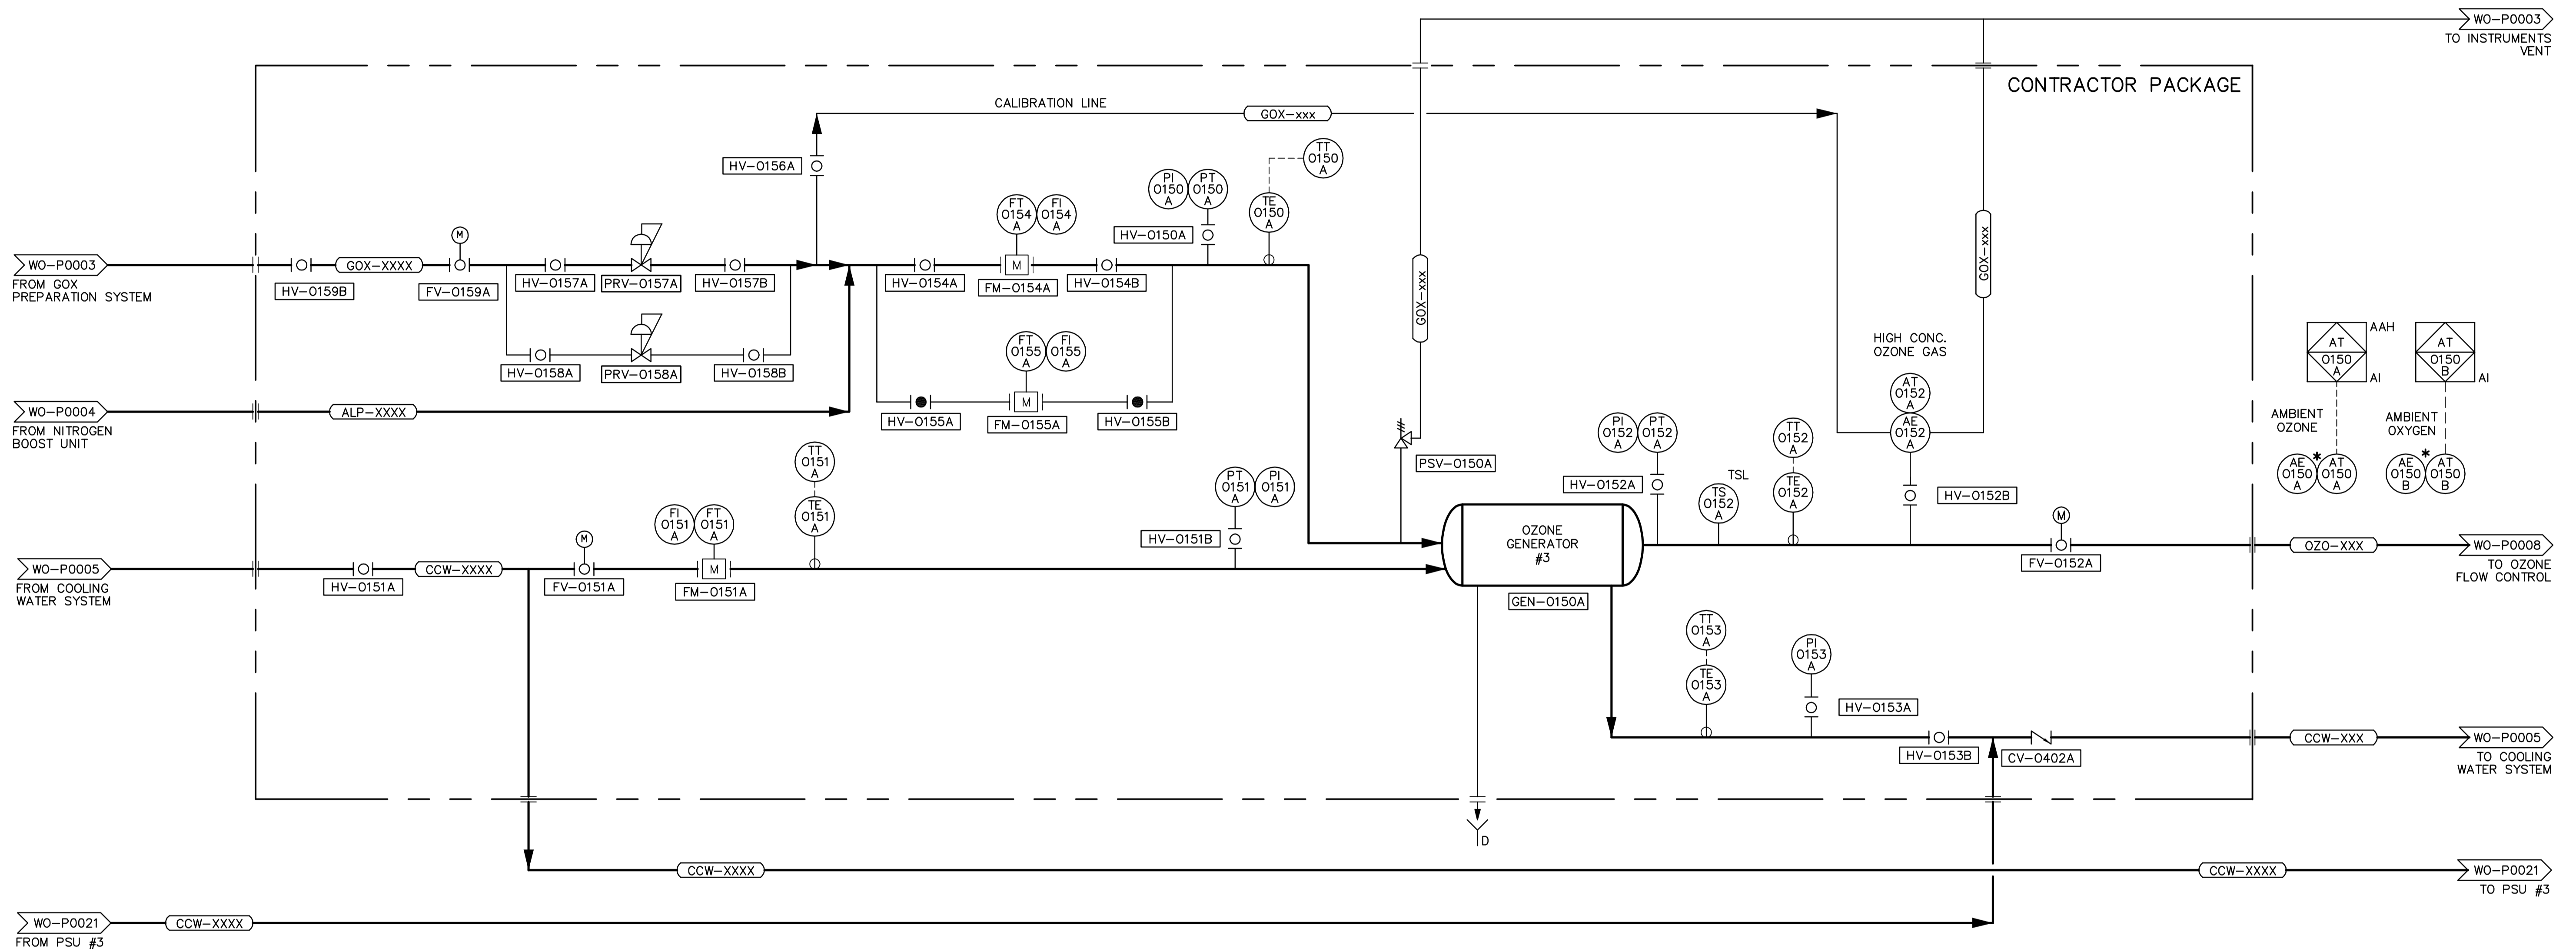 WO-P0003
TO INSTRUMENTS
VENT
CONTRACTOR PACKAGE
CALIBRATION LINE
GOX-xxx
HV-0156A
TT
0150
A
PI
0150
A
PT
0150
A
TE
0150
A
FT
0154
A
FI
0154
A
HV-0150A
M
WO-P0003
FROM GOX
PREPARATION SYSTEM
HV-0159B
GOX-XXXX
FV-0159A
HV-0157A
PRV-0157A
HV-0157B
HV-0154A
M
FM-0154A
HV-0154B
GOX-xxx
GOX-xxx
HV-0158A
PRV-0158A
HV-0158B
FT
0155
A
FI
0155
A
HV-0155A
M
FM-0155A
HV-0155B
WO-P0004
FROM NITROGEN
BOOST UNIT
ALP-XXXX
HIGH CONC.
OZONE GAS
AT
0152
A
AE
0152
A
AT
0150
A
AAH
AI
AT
0150
B
AI
AMBIENT
OZONE
AMBIENT
OXYGEN
AE
0150
A
*
AT
0150
A
AE
0150
B
*
AT
0150
B
PSV-0150A
PI
0152
A
PT
0152
A
HV-0152A
TSL
TS
0152
A
TT
0152
A
TE
0152
A
HV-0152B
M
FV-0152A
OZO-XXX
WO-P0008
TO OZONE
FLOW CONTROL
TT
0151
A
TE
0151
A
FI
0151
A
FT
0151
A
PT
0151
A
PI
0151
A
HV-0151B
WO-P0005
FROM COOLING
WATER SYSTEM
HV-0151A
CCW-XXXX
M
FV-0151A
M
FM-0151A
OZONE
GENERATOR
#3
GEN-0150A
TT
0153
A
TE
0153
A
PI
0153
A
HV-0153A
HV-0153B
CV-0402A
CCW-XXX
WO-P0005
TO COOLING
WATER SYSTEM
D
CCW-XXXX
CCW-XXXX
WO-P0021
TO PSU #3
WO-P0021
FROM PSU #3
CCW-XXXX